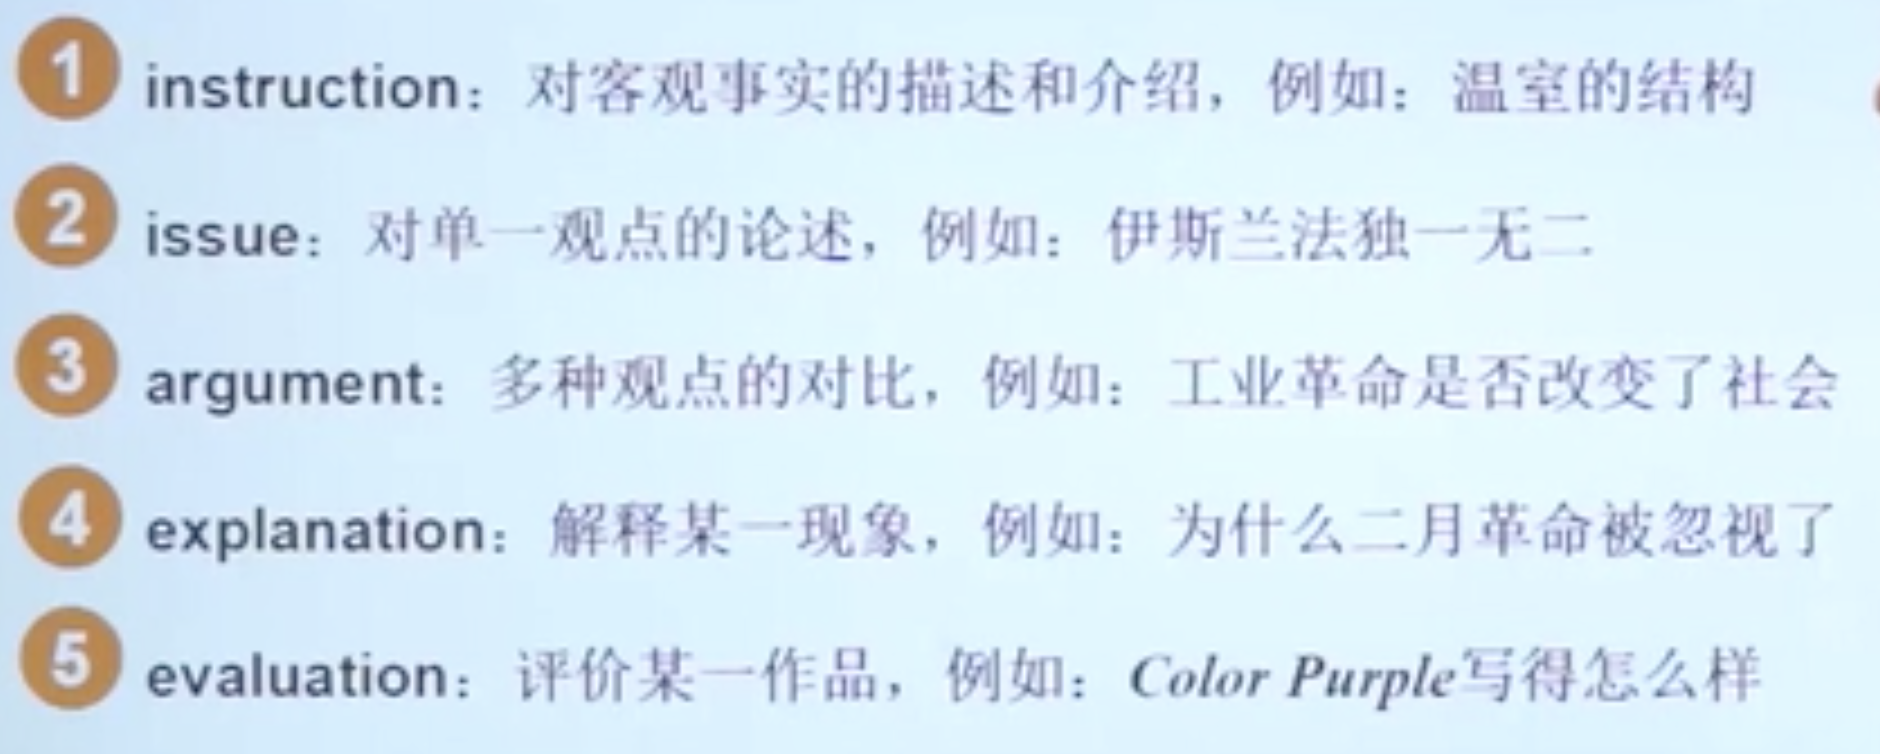 1 instruction：对客观事实的描述和介绍，例如：温室的结构
2 issue：对单一观点的论述，例如：伊斯兰法独一无二
3 argument：多种观点的对比，例如：工业革命是否改变了社会
4 explanation：解释某一现象，例如：为什么二月革命被忽视了
5 evaluation：评价某一作品，例如：Color Purple写得怎么样